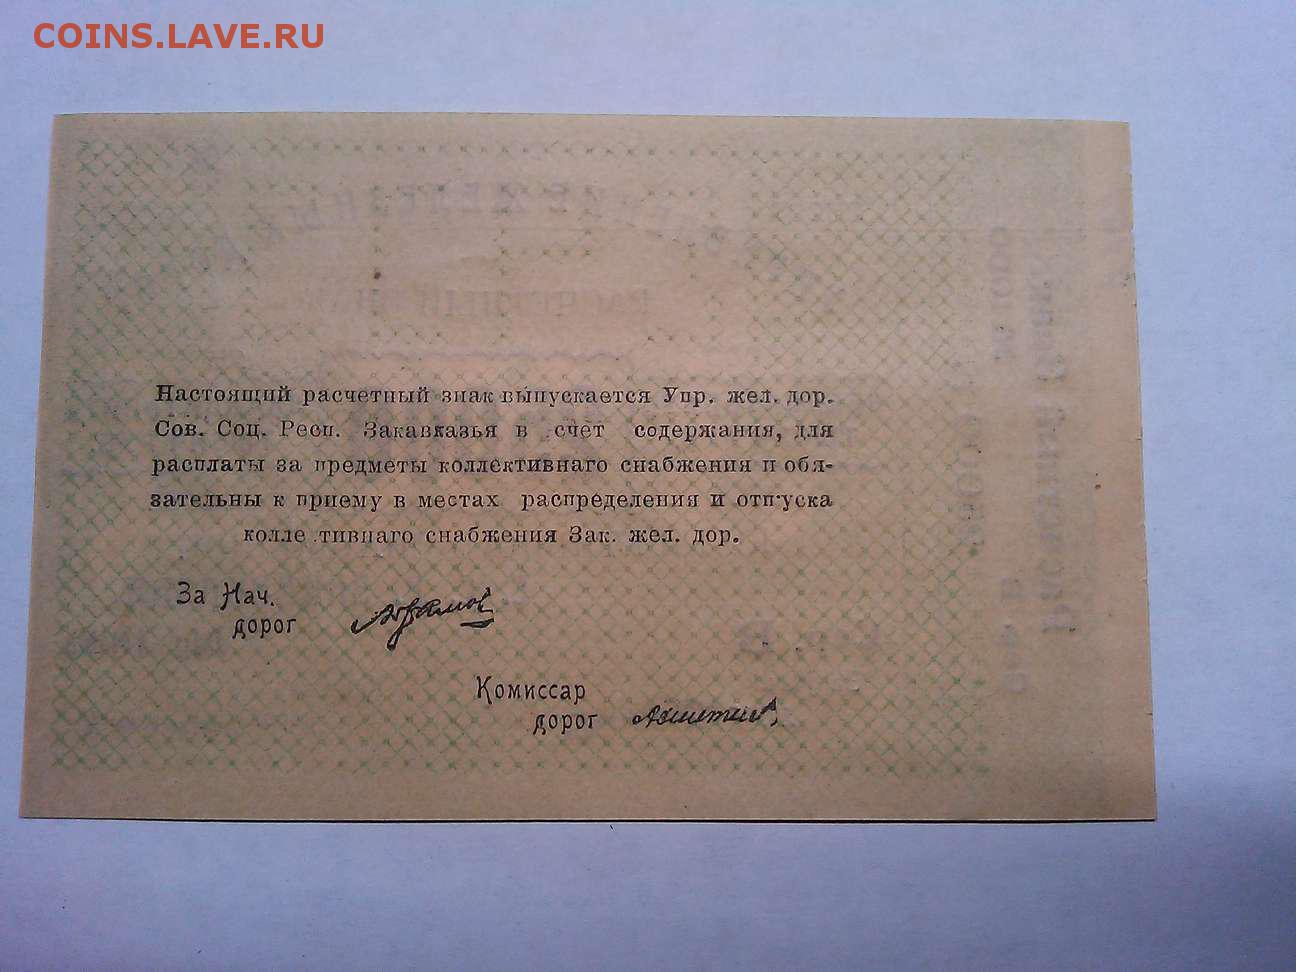 COINS.LAVE.RU
Настоящий расчетный знак выпускается Упр. жел. дор.
Сов. Соц. Респ. Закавказья в счет содержания, для
расплаты за предметы коллективнаго снабжения и обя-
зательны к приему в местах распределения и отпуска
колле тивнаго снабжения Зак. жел. дор.
За Нач.
дорог
Комиссар
дорог